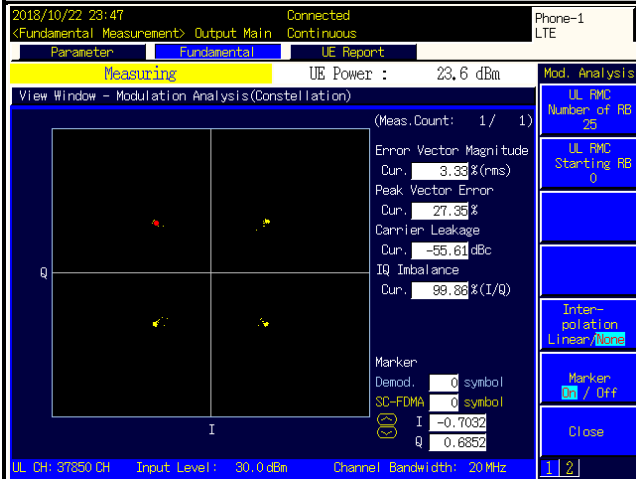 2018/10/22 23:47 Connected Phone-1
<Fundamental Measurement> Output Main Continuous LTE
Parameter Fundamental UE Report
Measuring UE Power : 23.6 dBm Mod. Analysis
View Window - Modulation Analysis(Constellation)
(Meas.Count: 1/ 1)
Error Vector Magnitude
Cur. 3.33 %(rms)
Peak Vector Error
Cur. 27.35 %
Carrier Leakage
Cur. -55.61 dBc
IQ Imbalance
Cur. 99.86 %(I/Q)
Marker
Demod. 0 symbol
SC-FDMA 0 symbol
I -0.7032
Q 0.6852
Q
I
UL RMC
Number of RB
25
UL RMC
Starting RB
0
Inter-
polation
Linear/None
Marker
On / Off
Close
UL CH: 37850 CH Input Level: 30.0 dBm Channel Bandwidth: 20 MHz
1 2